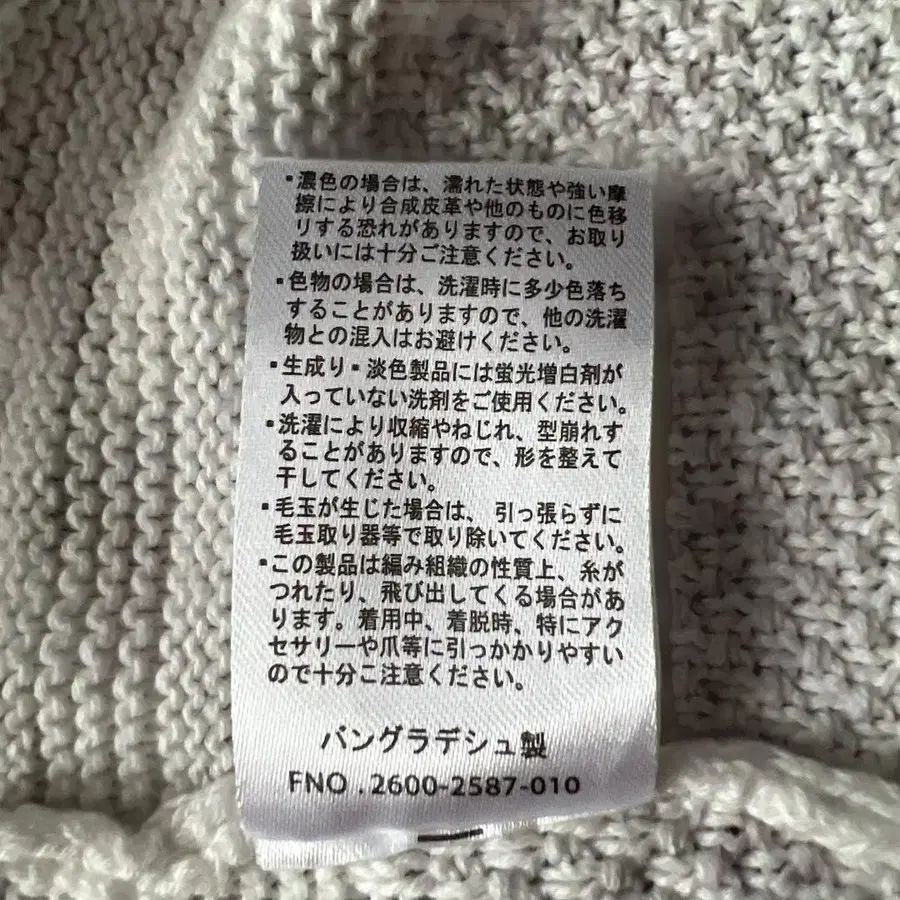 ・濃色の場合は、濡れた状態や強い摩
擦により合成皮革や他のものに色移
りする恐れがありますので、お取り
扱いには十分ご注意ください。
・色物の場合は、洗濯時に多少色落ち
することがありますので、他の洗濯
物との混入はお避けください。
・生成り・淡色製品には蛍光増白剤が
入っていない洗剤をご使用ください。
・洗濯により収縮やねじれ、型崩れす
ることがありますので、形を整えて
干してください。
・毛玉が生じた場合は、引っ張らずに
毛玉取り器等で取り除いてください。
・この製品は編み組織の性質上、糸が
つれたり、飛び出してくる場合があ
ります。着用中、着脱時、特にアク
セサリーや爪等に引っかかりやすい
ので十分ご注意ください。
バングラデシュ製
FNO .2600-2587-010